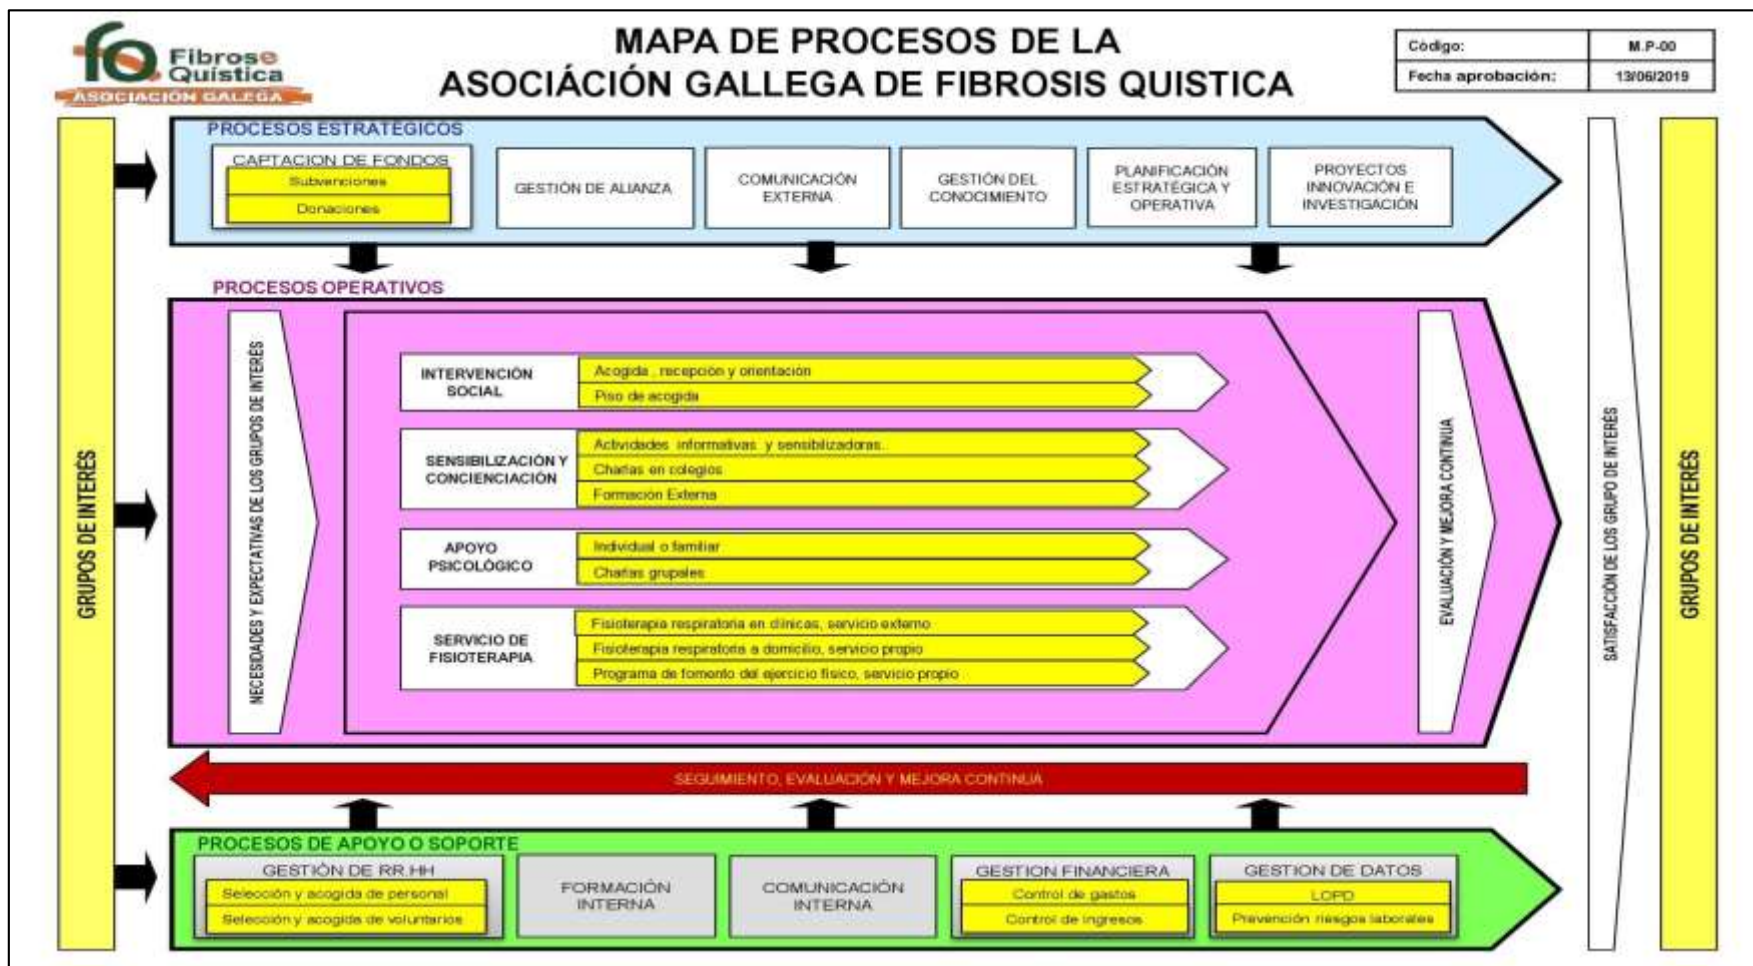 Fibrose
Quística
ASOCIACIÓN GALEGA
MAPA DE PROCESOS DE LA
ASOCIÁCIÓN GALLEGA DE FIBROSIS QUISTICA
Código:
M.P-00
Fecha aprobación:
13/06/2019
GRUPOS DE INTERÉS
PROCESOS ESTRATÉGICOS
CAPTACION DE FONDOS
Subvenciones
Donaciones
GESTIÓN DE ALIANZA
COMUNICACIÓN
EXTERNA
GESTIÓN DEL
CONOCIMIENTO
PLANIFICACIÓN
ESTRATÉGICA Y
OPERATIVA
PROYECTOS
INNOVACIÓN E
INVESTIGACIÓN
PROCESOS OPERATIVOS
NECESIDADES Y EXPECTATIVAS DE LOS GRUPOS DE INTERÉS
INTERVENCIÓN
SOCIAL
Acogida , recepción y orientación
Piso de acogida
SENSIBILIZACIÓN Y
CONCIENCIACIÓN
Actividades informativas y sensibilizadoras.
Charlas en colegios
Formación Externa
APOYO
PSICOLÓGICO
Individual o familiar
Charlas grupales
SERVICIO DE
FISIOTERAPIA
Fisioterapia respiratoria en clínicas, servicio externo
Fisioterapia respiratoria a domicilio, servicio propio
Programa de fomento del ejercicio físico, servicio propio
EVALUACIÓN Y MEJORA CONTINUA
SATISFACCIÓN DE LOS GRUPO DE INTERÉS
GRUPOS DE INTERÉS
SEGUIMIENTO, EVALUACIÓN Y MEJORA CONTINUA
PROCESOS DE APOYO O SOPORTE
GESTIÓN DE RR.HH
Selección y acogida de personal
Selección y acogida de voluntarios
FORMACIÓN
INTERNA
COMUNICACIÓN
INTERNA
GESTION FINANCIERA
Control de gastos
Control de ingresos
GESTION DE DATOS
LOPD
Prevención riesgos laborales